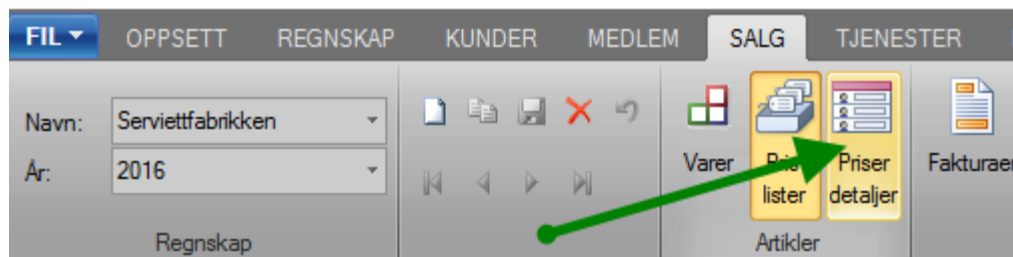 FIL OPPSETT REGNSKAP KUNDER MEDLEM SALG TJENESTER
Navn: Serviettfabrikken
År: 2016
Regnskap
Varer
Pris
lister
Priser
detaljer
Fakturaer
Artikler